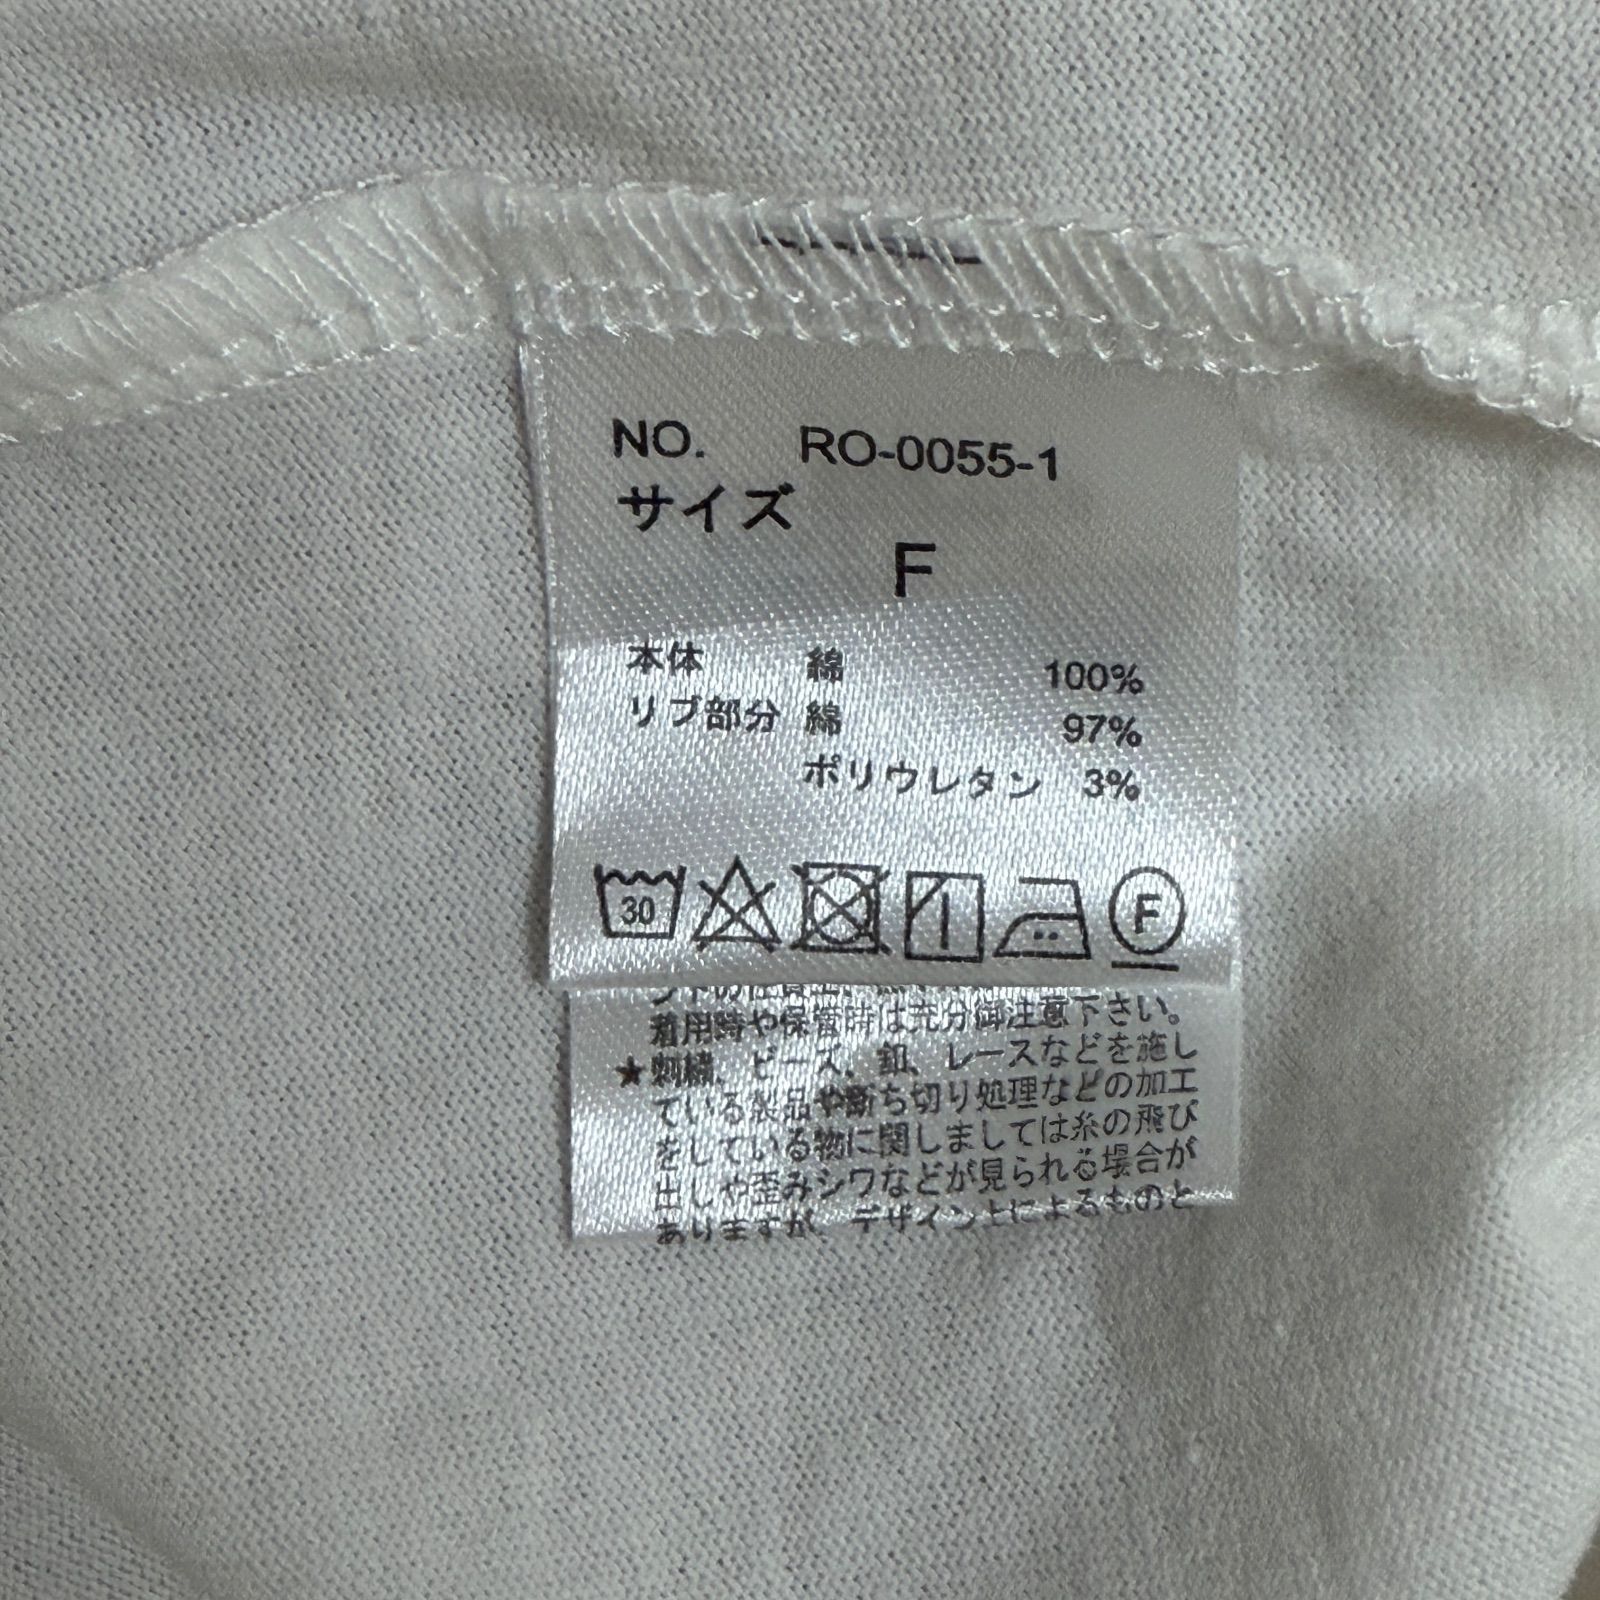 NO. RO-0055-1
サイズ
F
本体 綿 100%
リブ部分 綿 97%
ポリウレタン 3%
30
F
着用時や保管時は充分御注意下さい。
★刺繍、ビーズ、釦、レースなどを施し
ている製品や断ち切り処理などの加工
をしている物に関しましては糸の飛び
出しや歪みシワなどが見られる場合が
ありますが、デザイン上によるものと